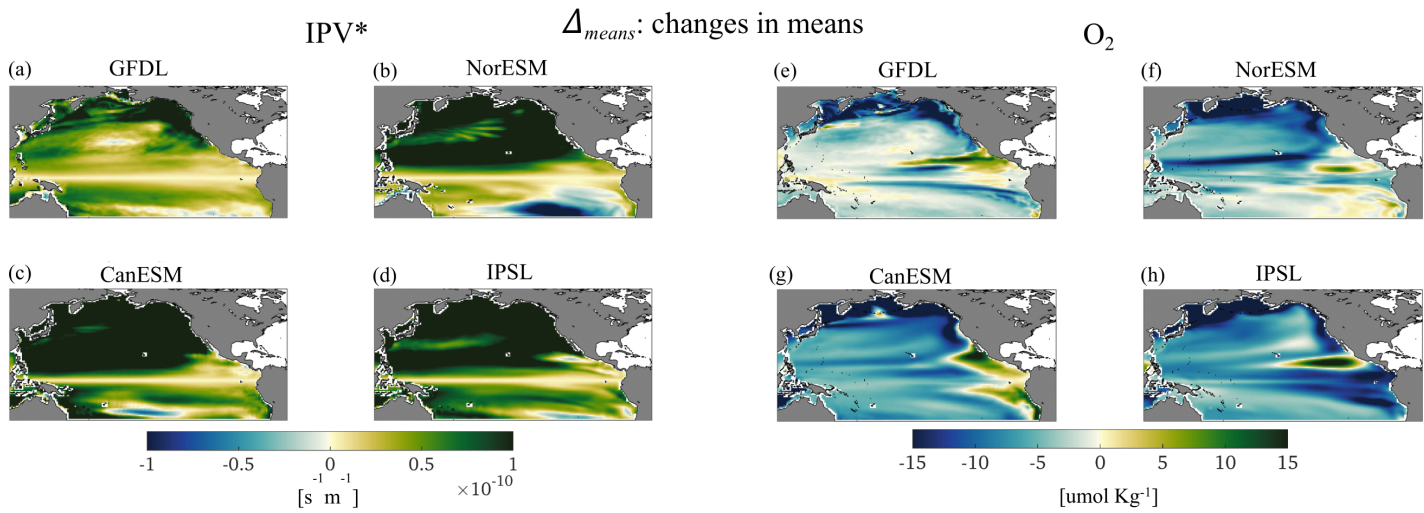 Δmeans: changes in means
IPV*
O2
(a) GFDL
(b) NorESM
(e) GFDL
(f) NorESM
(c) CanESM
(d) IPSL
(g) CanESM
(h) IPSL
-1 -0.5 0 0.5 1
×10-10
[s-1 m-1]
-15 -10 -5 0 5 10 15
[umol Kg-1]